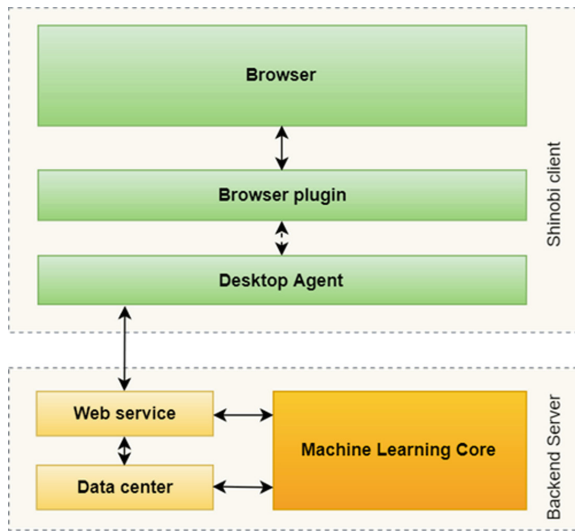 Browser
Browser plugin
Desktop Agent
Shinobi client
Web service
Machine Learning Core
Data center
Backend Server